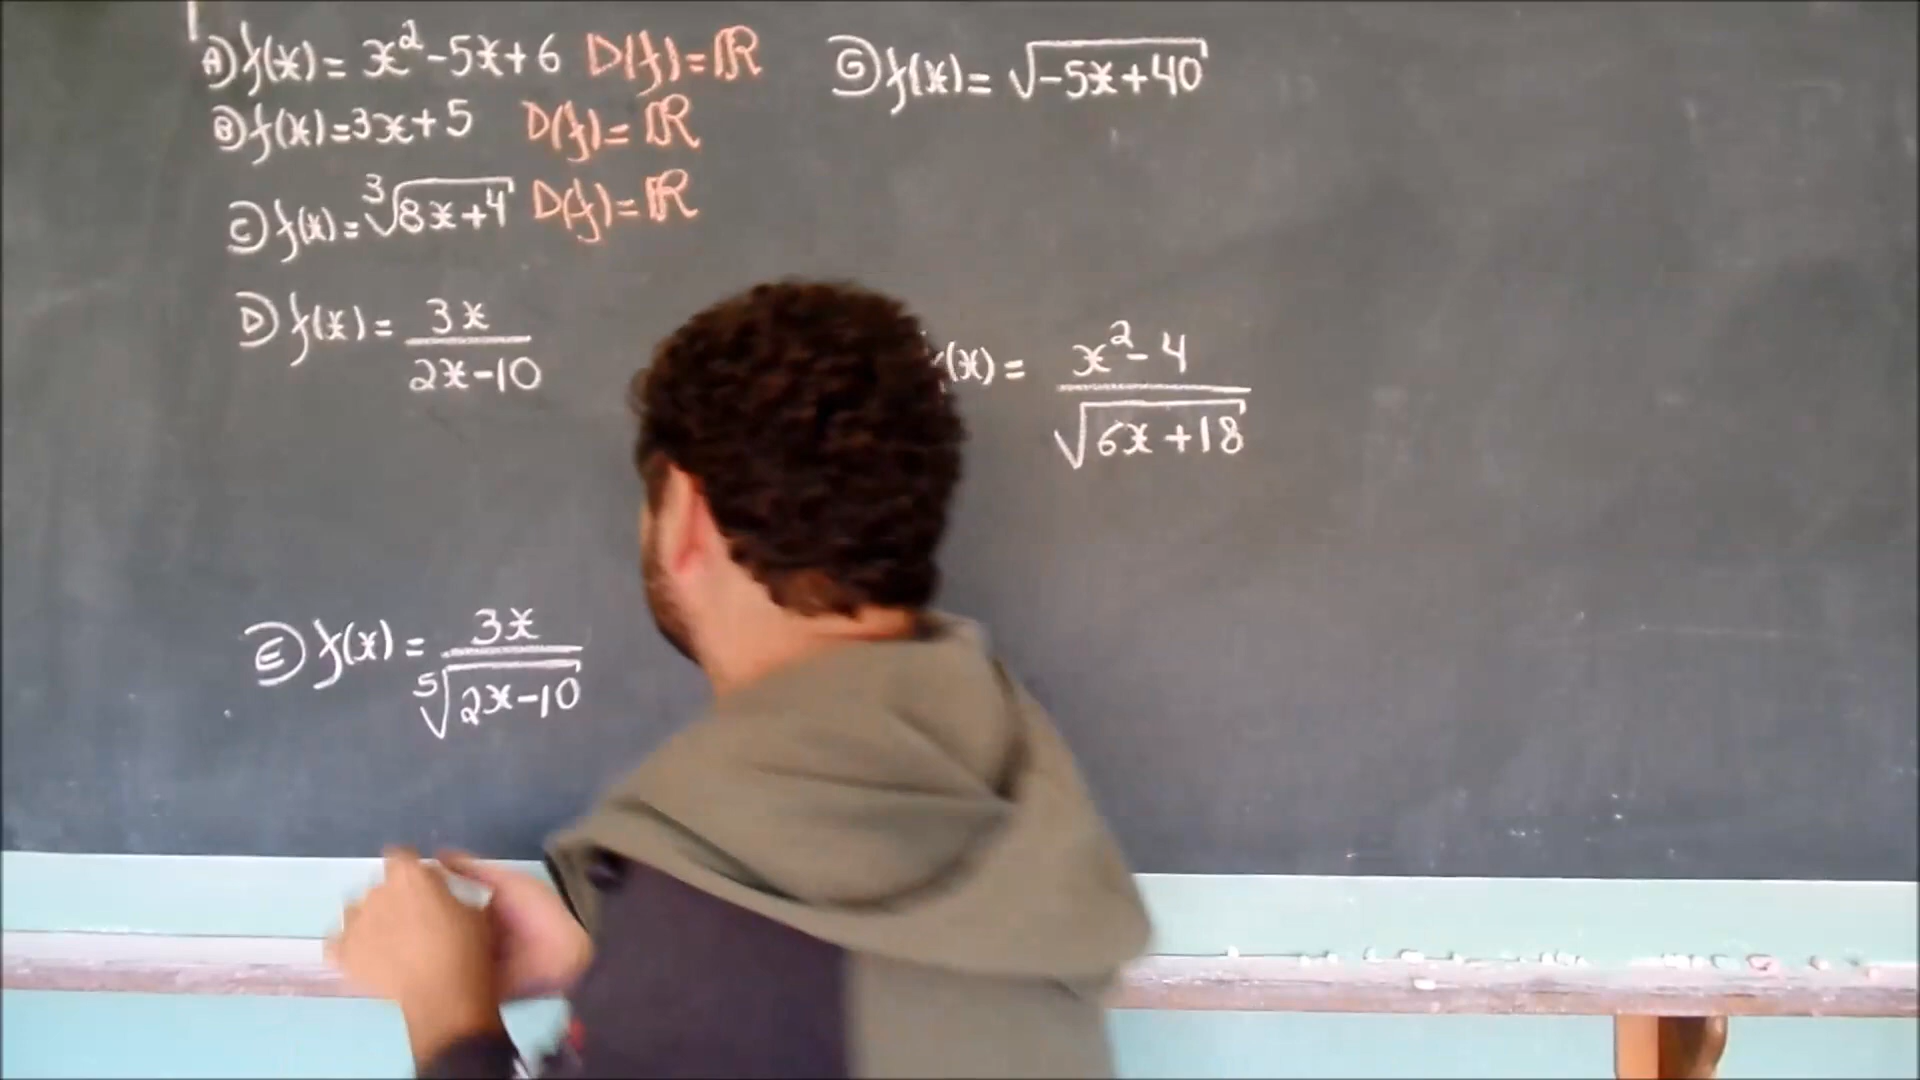 A) f(x) = x² - 5x + 6 D(f) = ℝ
B) f(x) = 3x + 5 D(f) = ℝ
C) f(x) = ∛(8x + 4) D(f) = ℝ
D) f(x) = 3x / (2x - 10)
E) f(x) = 3x / ⁵√(2x - 10)
G) f(x) = √(-5x + 40)
(x) = (x² - 4) / √(6x + 18)